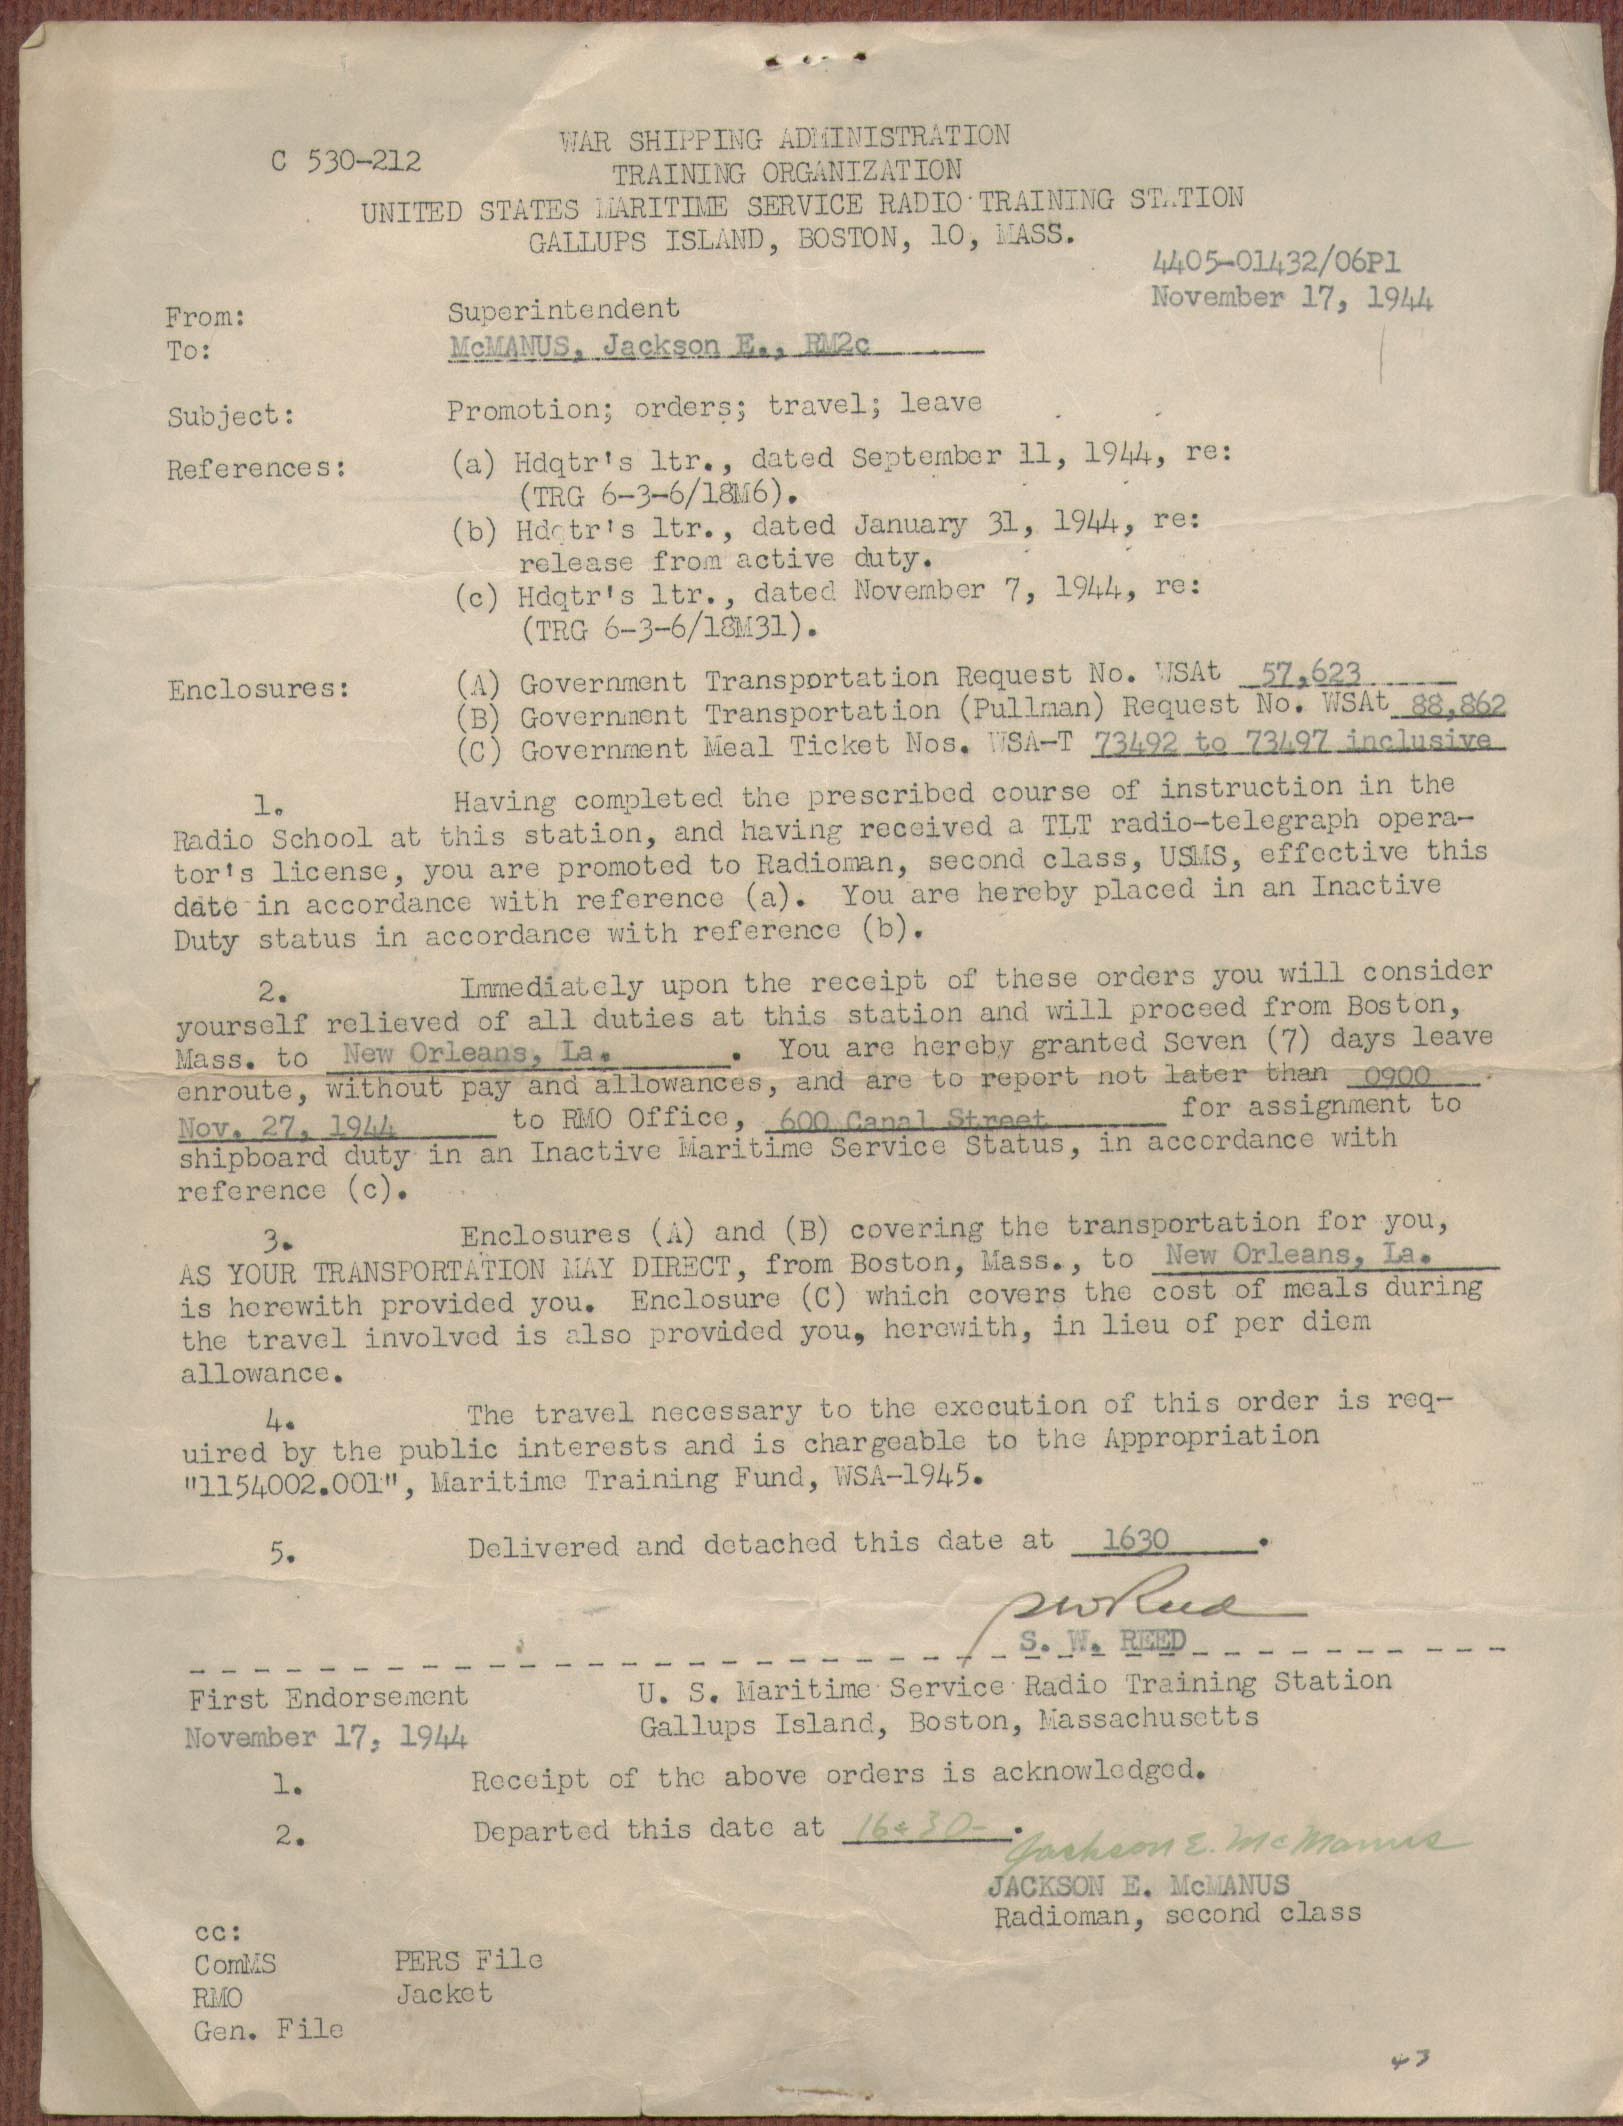 C 530-212
WAR SHIPPING ADMINISTRATION
TRAINING ORGANIZATION
UNITED STATES MARITIME SERVICE RADIO TRAINING STATION
GALLUPS ISLAND, BOSTON, 10, MASS.
4405-01432/06P1
November 17, 1944
From: Superintendent
To: McMANUS, Jackson E., RM2c
Subject: Promotion; orders; travel; leave
References: (a) Hdqtr's ltr., dated September 11, 1944, re:
(TRG 6-3-6/18M6).
(b) Hdqtr's ltr., dated January 31, 1944, re:
release from active duty.
(c) Hdqtr's ltr., dated November 7, 1944, re:
(TRG 6-3-6/18M31).
Enclosures: (A) Government Transportation Request No. WSAt 57,623
(B) Government Transportation (Pullman) Request No. WSAt 88,862
(C) Government Meal Ticket Nos. WSA-T 73492 to 73497 inclusive
1. Having completed the prescribed course of instruction in the
Radio School at this station, and having received a TLT radio-telegraph opera-
tor's license, you are promoted to Radioman, second class, USMS, effective this
date in accordance with reference (a). You are hereby placed in an Inactive
Duty status in accordance with reference (b).
2. Immediately upon the receipt of these orders you will consider
yourself relieved of all duties at this station and will proceed from Boston,
Mass. to New Orleans, La. . You are hereby granted Seven (7) days leave
enroute, without pay and allowances, and are to report not later than 0900
Nov. 27, 1944 to RMO Office, 600 Canal Street for assignment to
shipboard duty in an Inactive Maritime Service Status, in accordance with
reference (c).
3. Enclosures (A) and (B) covering the transportation for you,
AS YOUR TRANSPORTATION MAY DIRECT, from Boston, Mass., to New Orleans, La.
is herewith provided you. Enclosure (C) which covers the cost of meals during
the travel involved is also provided you, herewith, in lieu of per diem
allowance.
4. The travel necessary to the execution of this order is req-
uired by the public interests and is chargeable to the Appropriation
"1154002.001", Maritime Training Fund, WSA-1945.
5. Delivered and detached this date at 1630 .
SW Reed
S. W. REED
First Endorsement U. S. Maritime Service Radio Training Station
November 17, 1944 Gallups Island, Boston, Massachusetts
1. Receipt of the above orders is acknowledged.
2. Departed this date at 16:30- .
Jackson E. McManus
JACKSON E. McMANUS
Radioman, second class
cc:
ComMS PERS File
RMO Jacket
Gen. File
43